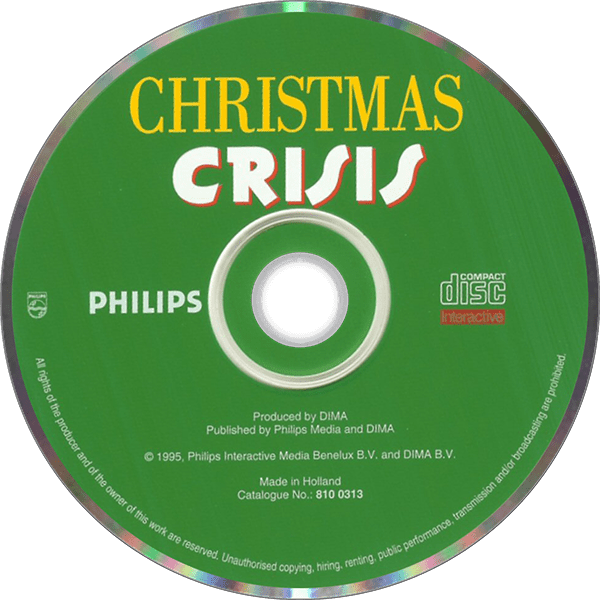 CHRISTMAS
CRISIS
PHILIPS
PHILIPS
COMPACT
disc
Interactive
Produced by DIMA
Published by Philips Media and DIMA
© 1995, Philips Interactive Media Benelux B.V. and DIMA B.V.
Made in Holland
Catalogue No.: 810 0313
All rights of the producer and of the owner of this work are reserved. Unauthorised copying, hiring, renting, public performance, transmission and/or broadcasting are prohibited.